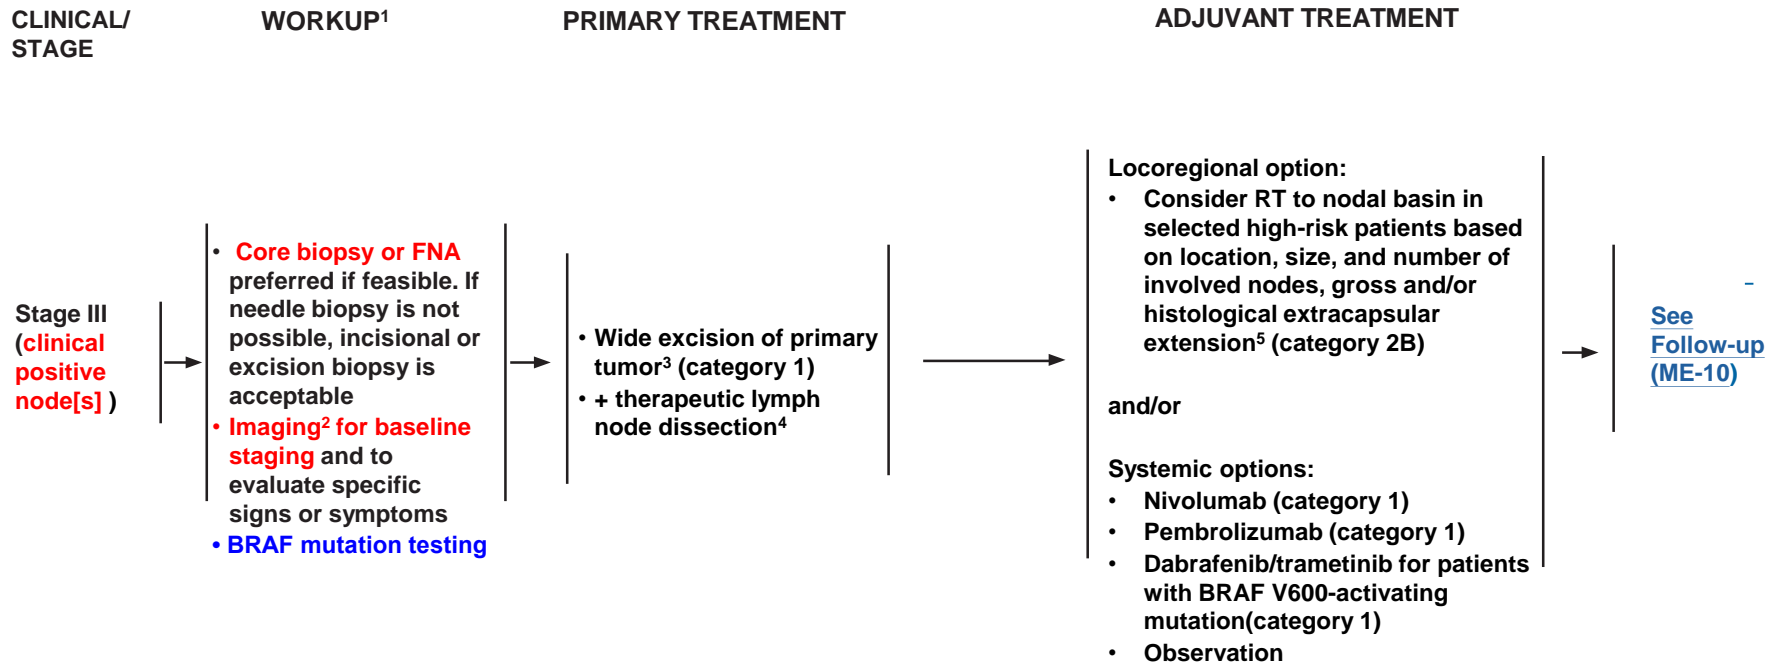 CLINICAL/
STAGE
WORKUP¹
PRIMARY TREATMENT
ADJUVANT TREATMENT
Stage III
(clinical
positive
node[s] )
• Core biopsy or FNA
preferred if feasible. If
needle biopsy is not
possible, incisional or
excision biopsy is
acceptable
• Imaging² for baseline
staging and to
evaluate specific
signs or symptoms
• BRAF mutation testing
• Wide excision of primary
tumor³ (category 1)
• + therapeutic lymph
node dissection⁴
Locoregional option:
• Consider RT to nodal basin in
selected high-risk patients based
on location, size, and number of
involved nodes, gross and/or
histological extracapsular
extension⁵ (category 2B)
and/or
Systemic options:
• Nivolumab (category 1)
• Pembrolizumab (category 1)
• Dabrafenib/trametinib for patients
with BRAF V600-activating
mutation(category 1)
• Observation
See
Follow-up
(ME-10)